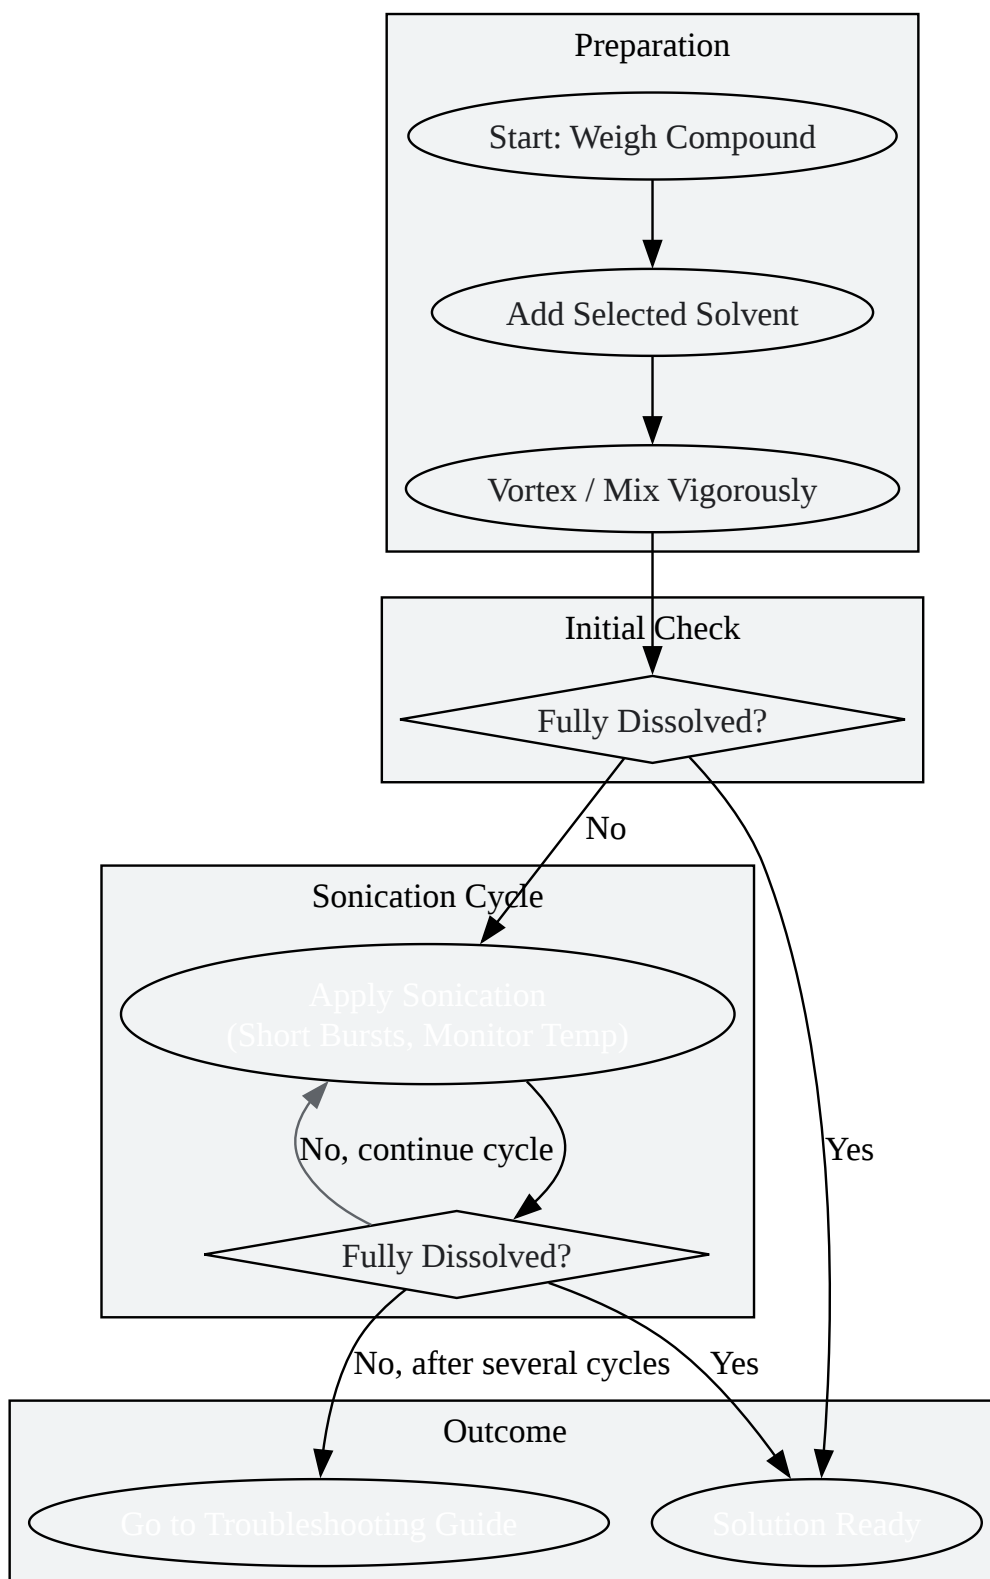 Preparation
Start: Weigh Compound
Add Selected Solvent
Vortex / Mix Vigorously
Initial Check
Fully Dissolved?
No
Sonication Cycle
Apply Sonication
(Short Bursts, Monitor Temp)
No, continue cycle
Yes
Fully Dissolved?
No, after several cycles
Yes
Outcome
Go to Troubleshooting Guide
Solution Ready